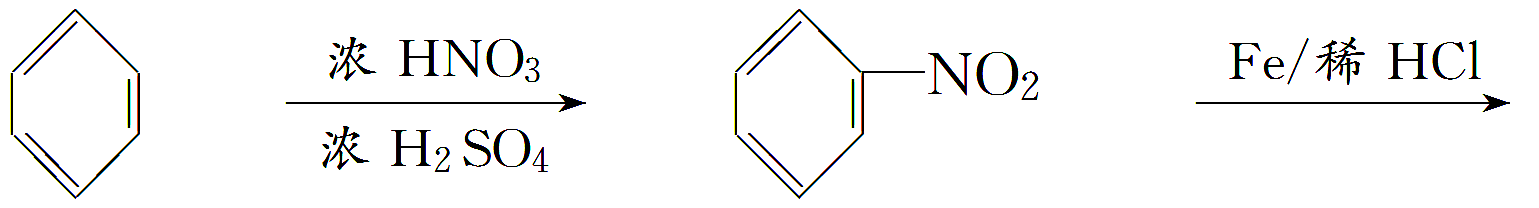 浓 HNO₃
浓 H₂SO₄
NO₂
Fe/稀 HCl